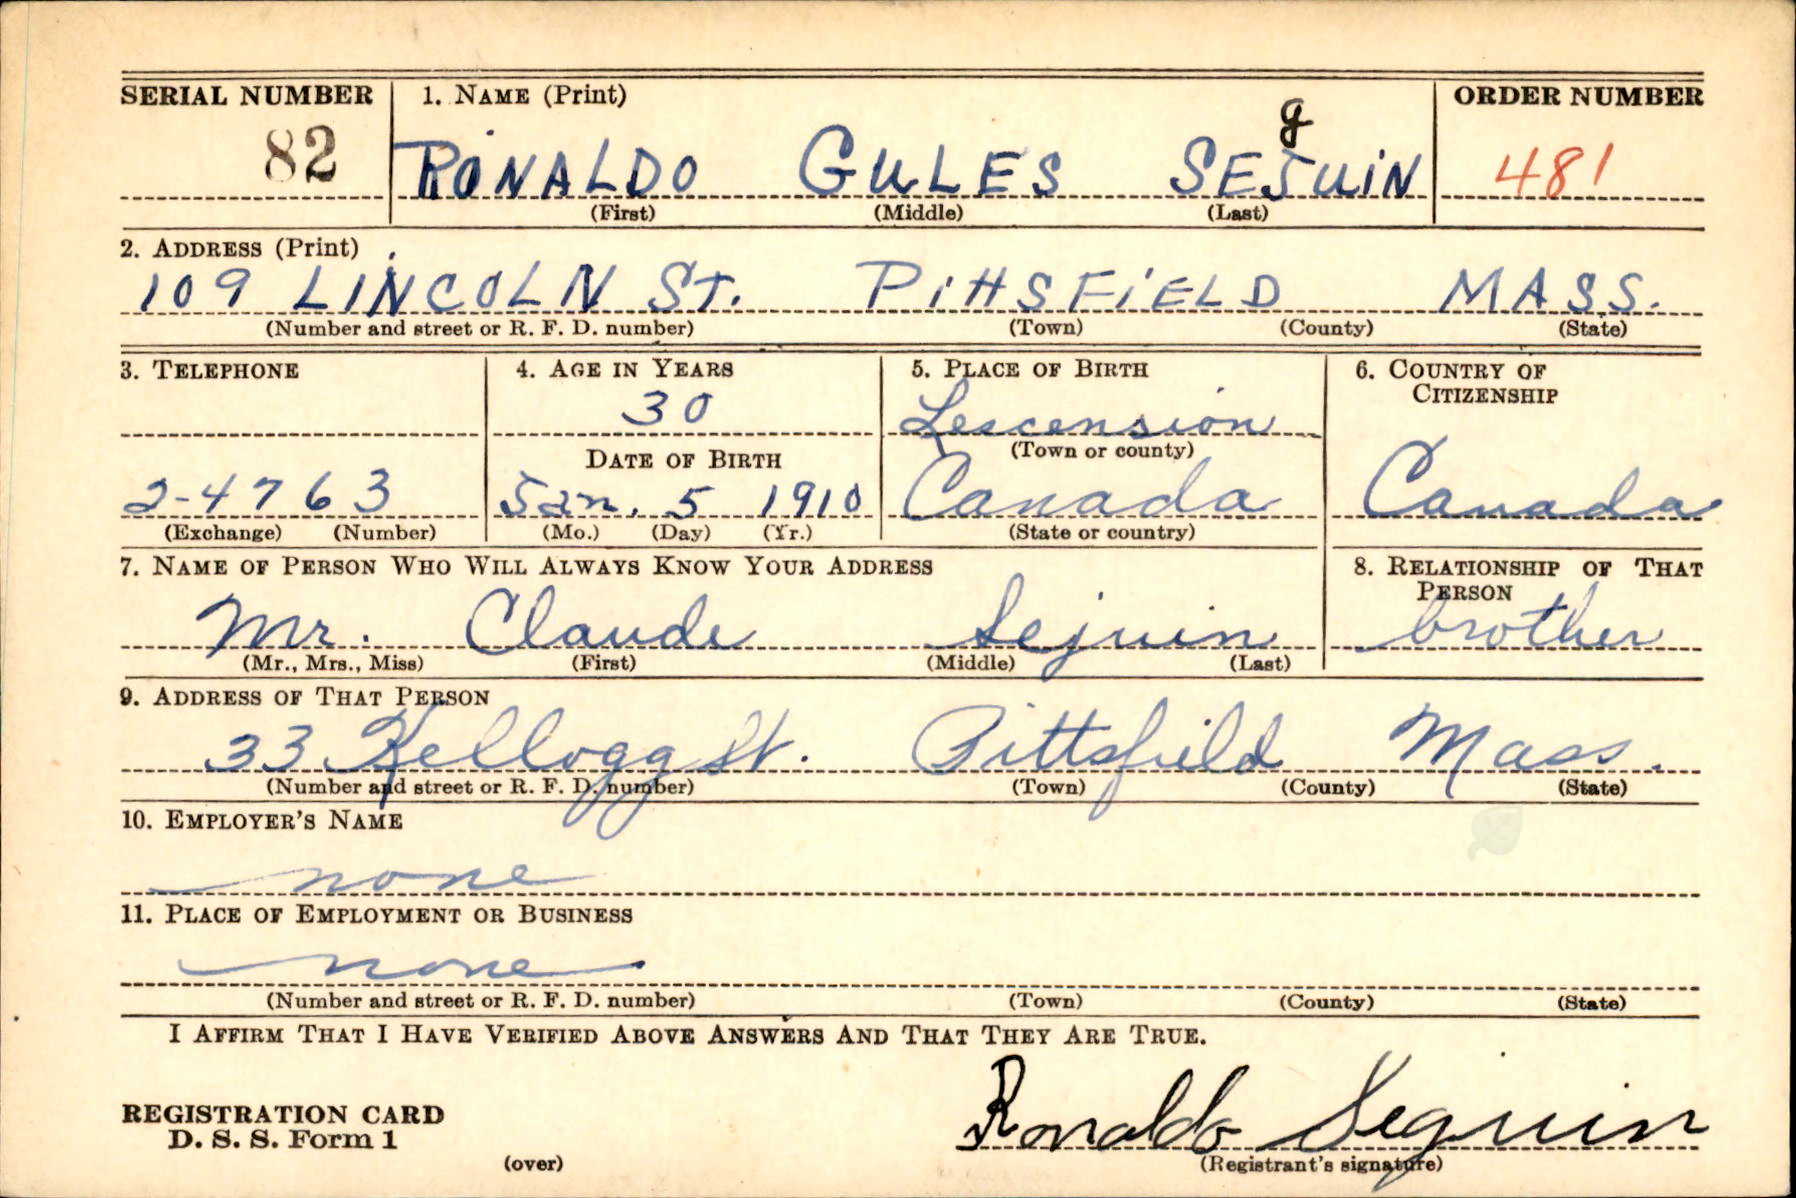 SERIAL NUMBER 1. NAME (Print) ORDER NUMBER
g
82 RONALDO GULES SEJUIN 481
(First) (Middle) (Last)
2. ADDRESS (Print)
109 LINCOLN ST. PITTSFIELD MASS.
(Number and street or R. F. D. number) (Town) (County) (State)
3. TELEPHONE 4. AGE IN YEARS 5. PLACE OF BIRTH 6. COUNTRY OF CITIZENSHIP
30 Lescension
DATE OF BIRTH (Town or county)
2-4763 Jan. 5 1910 Canada Canada
(Exchange) (Number) (Mo.) (Day) (Yr.) (State or country)
7. NAME OF PERSON WHO WILL ALWAYS KNOW YOUR ADDRESS 8. RELATIONSHIP OF THAT PERSON
Mr. Claude Sejuin brother
(Mr., Mrs., Miss) (First) (Middle) (Last)
9. ADDRESS OF THAT PERSON
33 Kellogg St. Pittsfield Mass.
(Number and street or R. F. D. number) (Town) (County) (State)
10. EMPLOYER'S NAME
none
11. PLACE OF EMPLOYMENT OR BUSINESS
none
(Number and street or R. F. D. number) (Town) (County) (State)
I AFFIRM THAT I HAVE VERIFIED ABOVE ANSWERS AND THAT THEY ARE TRUE.
Ronaldo Seguin
REGISTRATION CARD
D. S. S. Form 1
(over) (Registrant's signature)